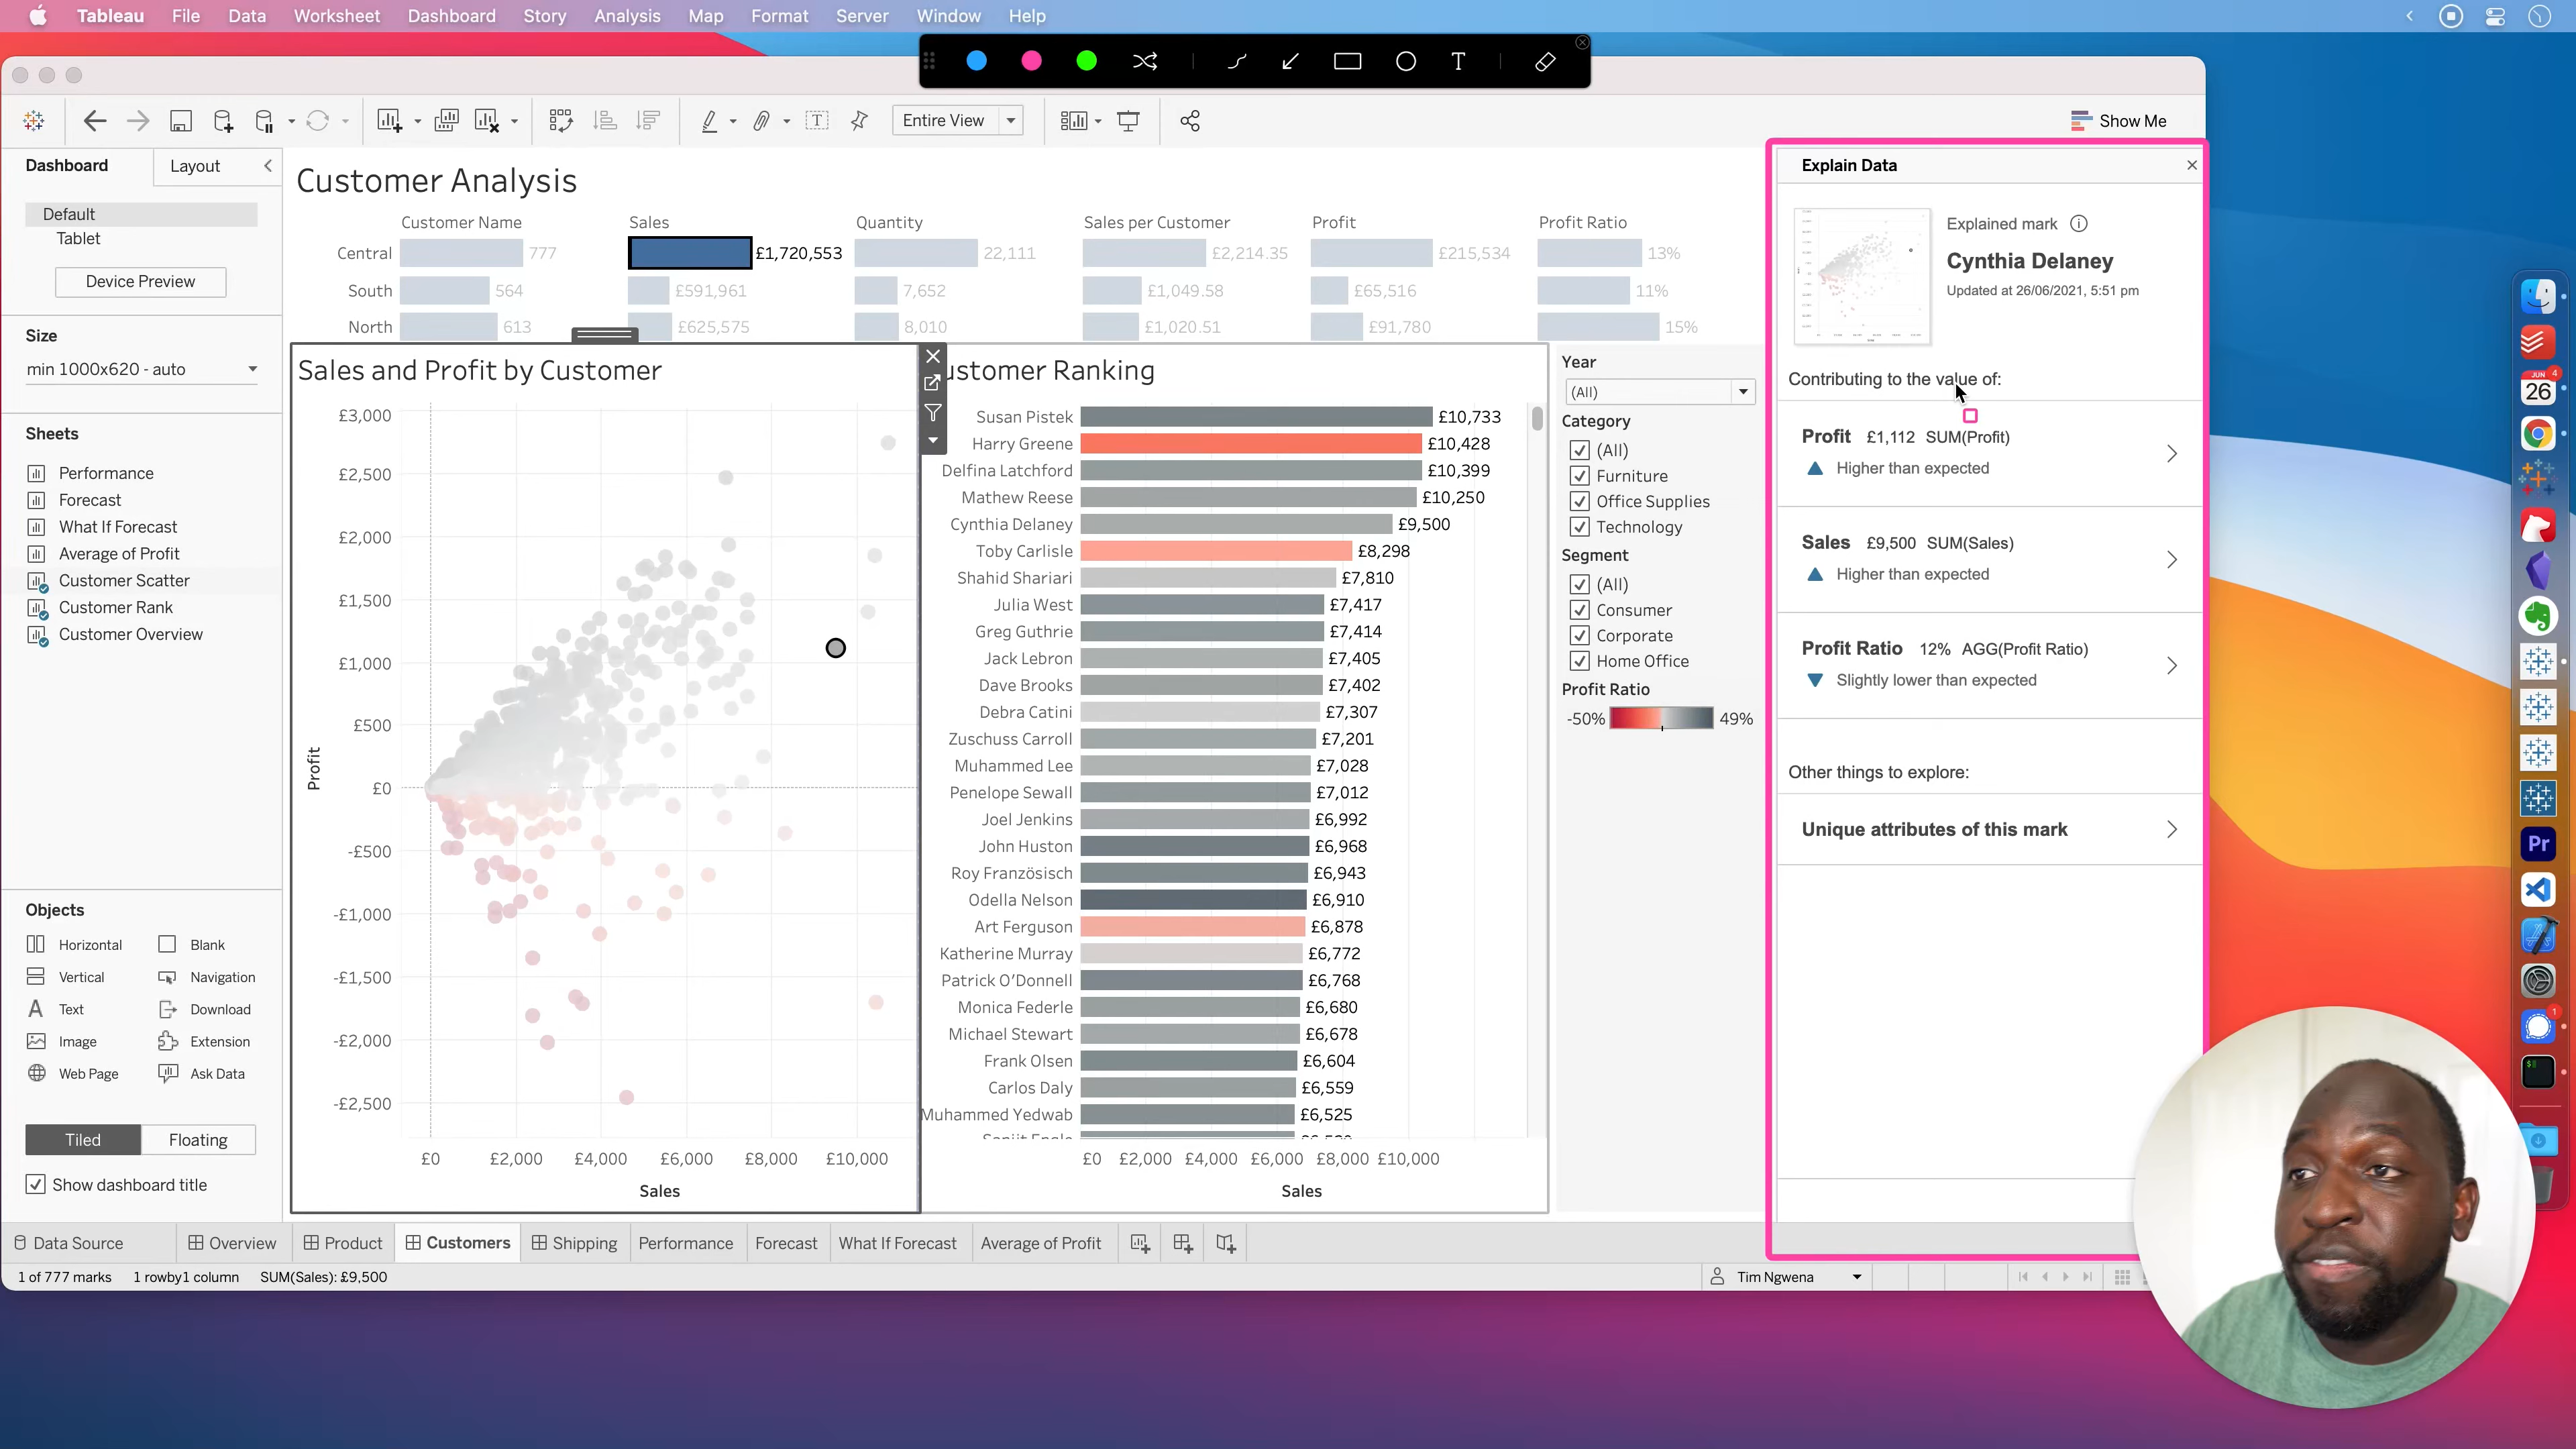 Tableau File Data Worksheet Dashboard Story Analysis Map Format Server Window Help
T
Entire View
Show Me
Dashboard Layout
Default
Tablet
Device Preview
Size
min 1000x620 - auto
Sheets
Performance
Forecast
What If Forecast
Average of Profit
Customer Scatter
Customer Rank
Customer Overview
Objects
Horizontal Blank
Vertical Navigation
Text Download
Image Extension
Web Page Ask Data
Tiled Floating
Show dashboard title
Customer Analysis
Customer Name Sales Quantity Sales per Customer Profit Profit Ratio
Central 777 £1,720,553 22,111 £2,214.35 £215,534 13%
South 564 £591,961 7,652 £1,049.58 £65,516 11%
North 613 £625,575 8,010 £1,020.51 £91,780 15%
Sales and Profit by Customer
£3,000
£2,500
£2,000
£1,500
£1,000
£500
£0
-£500
-£1,000
-£1,500
-£2,000
-£2,500
Profit
£0 £2,000 £4,000 £6,000 £8,000 £10,000
Sales
ustomer Ranking
Susan Pistek £10,733
Harry Greene £10,428
Delfina Latchford £10,399
Mathew Reese £10,250
Cynthia Delaney £9,500
Toby Carlisle £8,298
Shahid Shariari £7,810
Julia West £7,417
Greg Guthrie £7,414
Jack Lebron £7,405
Dave Brooks £7,402
Debra Catini £7,307
Zuschuss Carroll £7,201
Muhammed Lee £7,028
Penelope Sewall £7,012
Joel Jenkins £6,992
John Huston £6,968
Roy Französisch £6,943
Odella Nelson £6,910
Art Ferguson £6,878
Katherine Murray £6,772
Patrick O’Donnell £6,768
Monica Federle £6,680
Michael Stewart £6,678
Frank Olsen £6,604
Carlos Daly £6,559
Muhammed Yedwab £6,525
£0 £2,000 £4,000 £6,000 £8,000 £10,000
Sales
Year
(All)
Category
(All)
Furniture
Office Supplies
Technology
Segment
(All)
Consumer
Corporate
Home Office
Profit Ratio
-50% 49%
Explain Data
Explained mark
Cynthia Delaney
Updated at 26/06/2021, 5:51 pm
Contributing to the value of:
Profit £1,112 SUM(Profit)
Higher than expected
Sales £9,500 SUM(Sales)
Higher than expected
Profit Ratio 12% AGG(Profit Ratio)
Slightly lower than expected
Other things to explore:
Unique attributes of this mark
Data Source Overview Product Customers Shipping Performance Forecast What If Forecast Average of Profit
1 of 777 marks 1 rowby1 column SUM(Sales): £9,500
Tim Ngwena
JUN 4
26
Pr
1